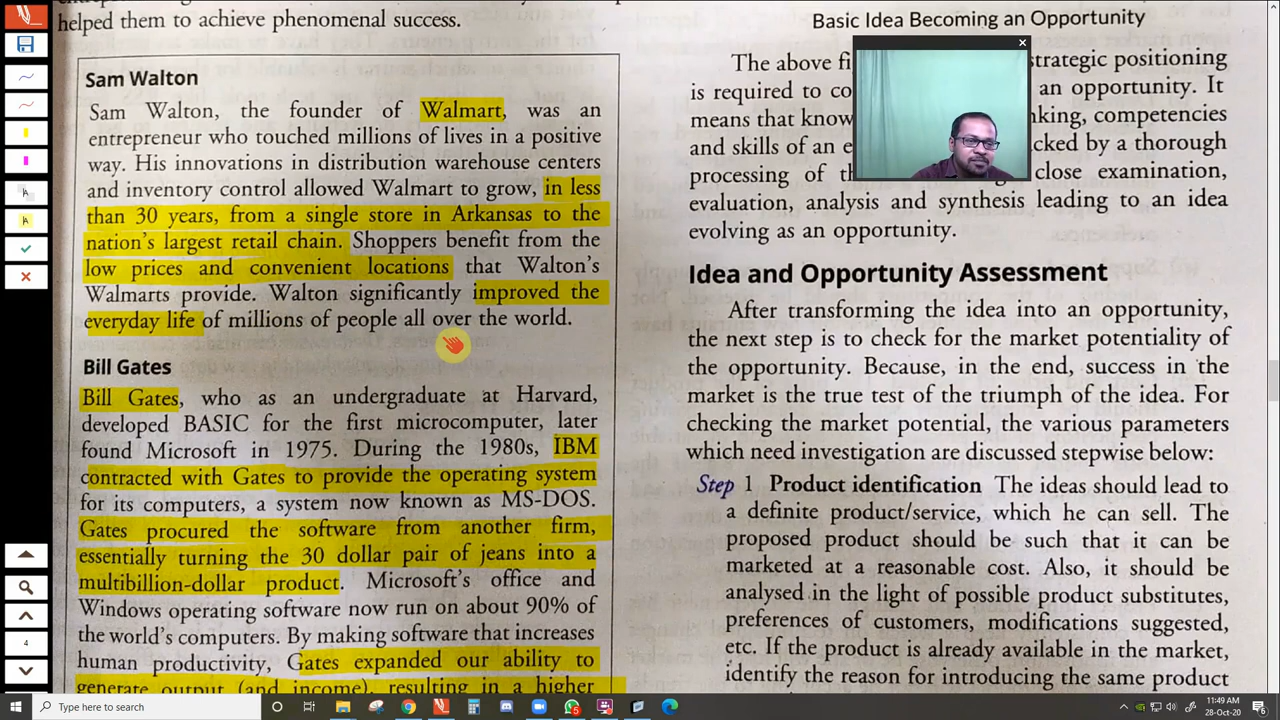 helped them to achieve phenomenal success.
Sam Walton
Sam Walton, the founder of Walmart, was an
entrepreneur who touched millions of lives in a positive
way. His innovations in distribution warehouse centers
and inventory control allowed Walmart to grow, in less
than 30 years, from a single store in Arkansas to the
nation's largest retail chain. Shoppers benefit from the
low prices and convenient locations that Walton's
Walmarts provide. Walton significantly improved the
everyday life of millions of people all over the world.
Bill Gates
Bill Gates, who as an undergraduate at Harvard,
developed BASIC for the first microcomputer, later
found Microsoft in 1975. During the 1980s, IBM
contracted with Gates to provide the operating system
for its computers, a system now known as MS-DOS.
Gates procured the software from another firm,
essentially turning the 30 dollar pair of jeans into a
multibillion-dollar product. Microsoft's office and
Windows operating software now run on about 90% of
the world's computers. By making software that increases
human productivity, Gates expanded our ability to
generate output (and income), resulting in a higher
Basic Idea Becoming an Opportunity
The above strategic positioning
is required to an opportunity. It
means that competencies
and skills of an by a thorough
processing of close examination,
evaluation, analysis and synthesis leading to an idea
evolving as an opportunity.
Idea and Opportunity Assessment
After transforming the idea into an opportunity,
the next step is to check for the market potentiality of
the opportunity. Because, in the end, success in the
market is the true test of the triumph of the idea. For
checking the market potential, the various parameters
which need investigation are discussed stepwise below:
Step 1 Product identification The ideas should lead to
a definite product/service, which he can sell. The
proposed product should be such that it can be
marketed at a reasonable cost. Also, it should be
analysed in the light of possible product substitutes,
preferences of customers, modifications suggested,
etc. If the product is already available in the market,
identify the reason for introducing the same product
4
Type here to search
11:49 AM
28-Oct-20